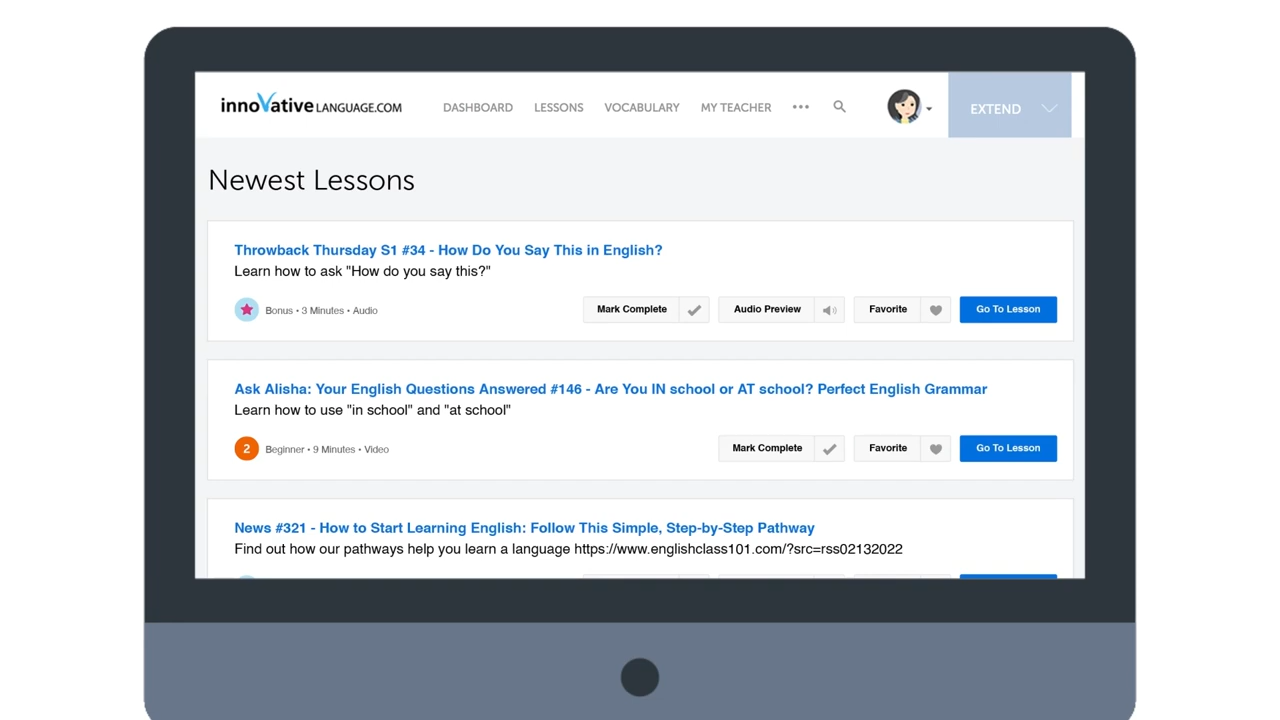 innovative LANGUAGE.COM
DASHBOARD LESSONS VOCABULARY MY TEACHER ••• EXTEND
Newest Lessons
Throwback Thursday S1 #34 - How Do You Say This in English?
Learn how to ask "How do you say this?"
Bonus • 3 Minutes • Audio Mark Complete Audio Preview Favorite Go To Lesson
Ask Alisha: Your English Questions Answered #146 - Are You IN school or AT school? Perfect English Grammar
Learn how to use "in school" and "at school"
2 Beginner • 9 Minutes • Video Mark Complete Favorite Go To Lesson
News #321 - How to Start Learning English: Follow This Simple, Step-by-Step Pathway
Find out how our pathways help you learn a language https://www.englishclass101.com/?src=rss02132022